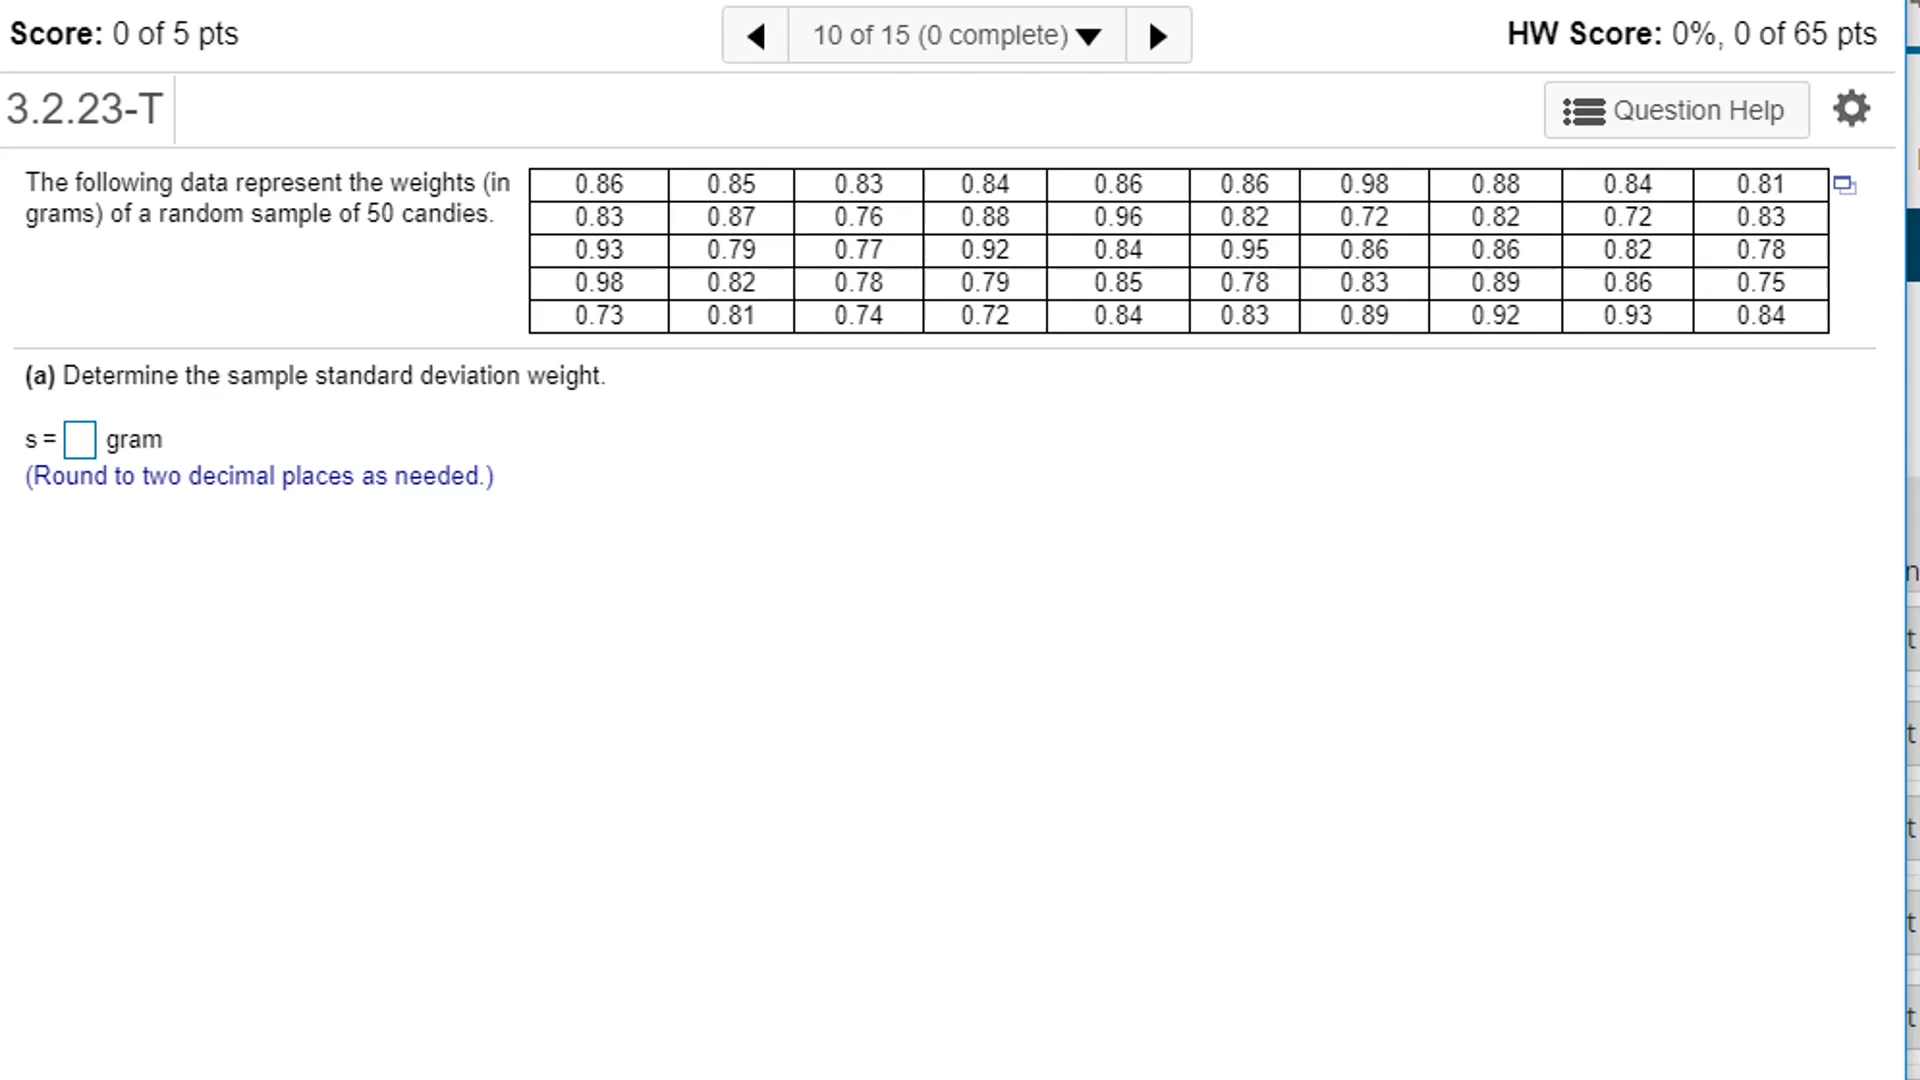 Score: 0 of 5 pts
10 of 15 (0 complete)
HW Score: 0%, 0 of 65 pts
3.2.23-T
Question Help
The following data represent the weights (in
grams) of a random sample of 50 candies.
0.86 0.85 0.83 0.84 0.86 0.86 0.98 0.88 0.84 0.81
0.83 0.87 0.76 0.88 0.96 0.82 0.72 0.82 0.72 0.83
0.93 0.79 0.77 0.92 0.84 0.95 0.86 0.86 0.82 0.78
0.98 0.82 0.78 0.79 0.85 0.78 0.83 0.89 0.86 0.75
0.73 0.81 0.74 0.72 0.84 0.83 0.89 0.92 0.93 0.84
(a) Determine the sample standard deviation weight.
s = gram
(Round to two decimal places as needed.)
n
t
t
t
t
t